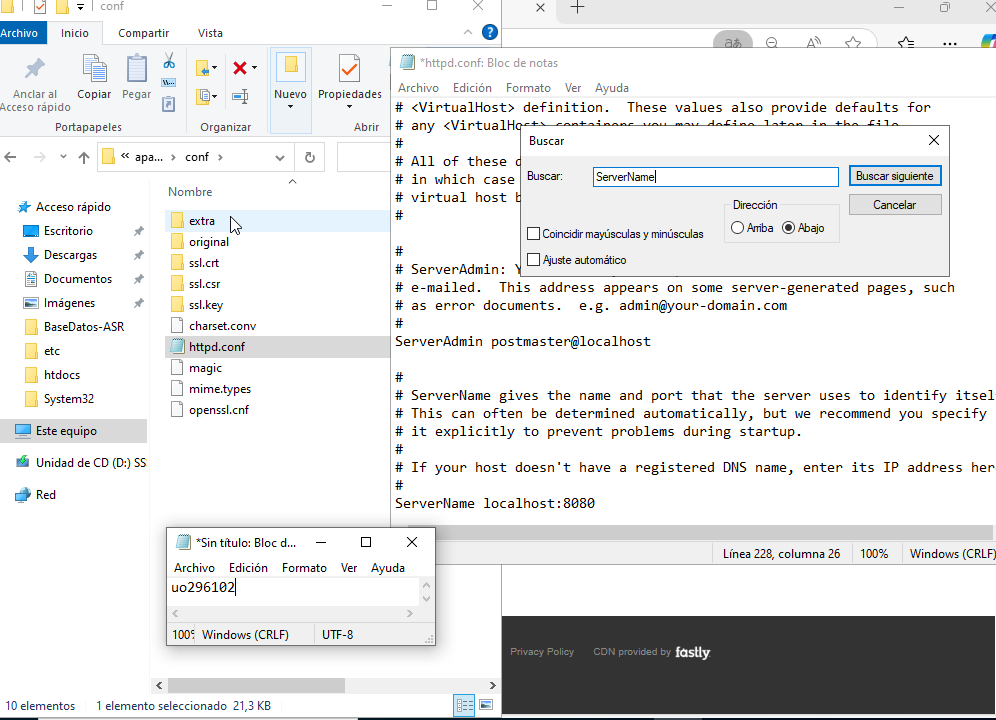 conf
Archivo Inicio Compartir Vista
Anclar al
Acceso rápido
Copiar
Pegar
Nuevo
Propiedades
Portapapeles
Organizar
Abrir
« apa... › conf ›
Nombre
Acceso rápido
Escritorio
Descargas
Documentos
Imágenes
BaseDatos-ASR
etc
htdocs
System32
Este equipo
Unidad de CD (D:) SS
Red
extra
original
ssl.crt
ssl.csr
ssl.key
charset.conv
httpd.conf
magic
mime.types
openssl.cnf
10 elementos 1 elemento seleccionado 21,3 KB
*httpd.conf: Bloc de notas
Archivo Edición Formato Ver Ayuda
# <VirtualHost> definition.  These values also provide defaults for
# any <VirtualHost> containers you may define later in the file.
#
# All of these d
# in which case
# virtual host b
#
#
# ServerAdmin: Y
# e-mailed.  This address appears on some server-generated pages, such
# as error documents.  e.g. admin@your-domain.com
#
ServerAdmin postmaster@localhost
#
# ServerName gives the name and port that the server uses to identify itsel
# This can often be determined automatically, but we recommend you specify
# it explicitly to prevent problems during startup.
#
# If your host doesn't have a registered DNS name, enter its IP address her
#
ServerName localhost:8080
Línea 228, columna 26 100% Windows (CRLF)
Buscar
Buscar: ServerName
Buscar siguiente
Cancelar
Dirección
Arriba Abajo
Coincidir mayúsculas y minúsculas
Ajuste automático
*Sin título: Bloc d...
Archivo Edición Formato Ver Ayuda
uo296102
100% Windows (CRLF) UTF-8
Privacy Policy CDN provided by fastly